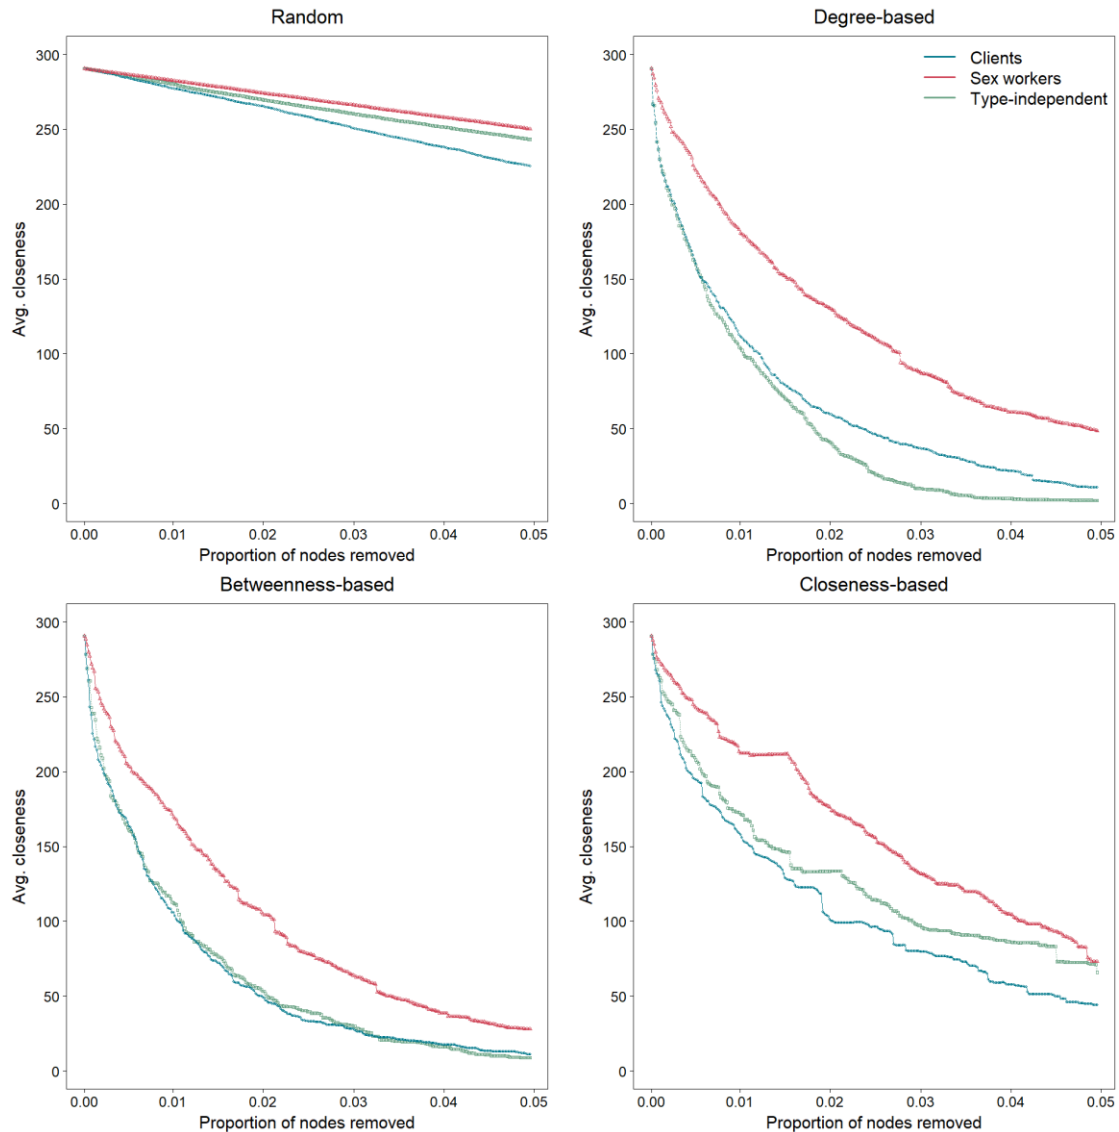 Random
300
250
200
150
100
50
0
Avg. closeness
0.00 0.01 0.02 0.03 0.04 0.05
Proportion of nodes removed
Degree-based
Clients
Sex workers
Type-independent
300
250
200
150
100
50
0
Avg. closeness
0.00 0.01 0.02 0.03 0.04 0.05
Proportion of nodes removed
Betweenness-based
300
250
200
150
100
50
0
Avg. closeness
0.00 0.01 0.02 0.03 0.04 0.05
Proportion of nodes removed
Closeness-based
300
250
200
150
100
50
0
Avg. closeness
0.00 0.01 0.02 0.03 0.04 0.05
Proportion of nodes removed